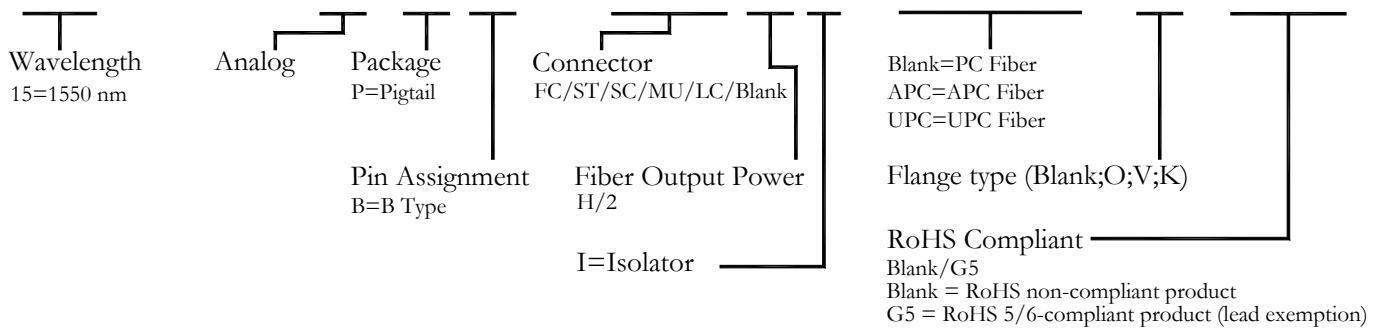 Wavelength
15=1550 nm
Analog
Package
P=Pigtail
Connector
FC/ST/SC/MU/LC/Blank
Blank=PC Fiber
APC=APC Fiber
UPC=UPC Fiber
Pin Assignment
B=B Type
Fiber Output Power
H/2
Flange type (Blank;O;V;K)
I=Isolator
RoHS Compliant
Blank/G5
Blank = RoHS non-compliant product
G5 = RoHS 5/6-compliant product (lead exemption)